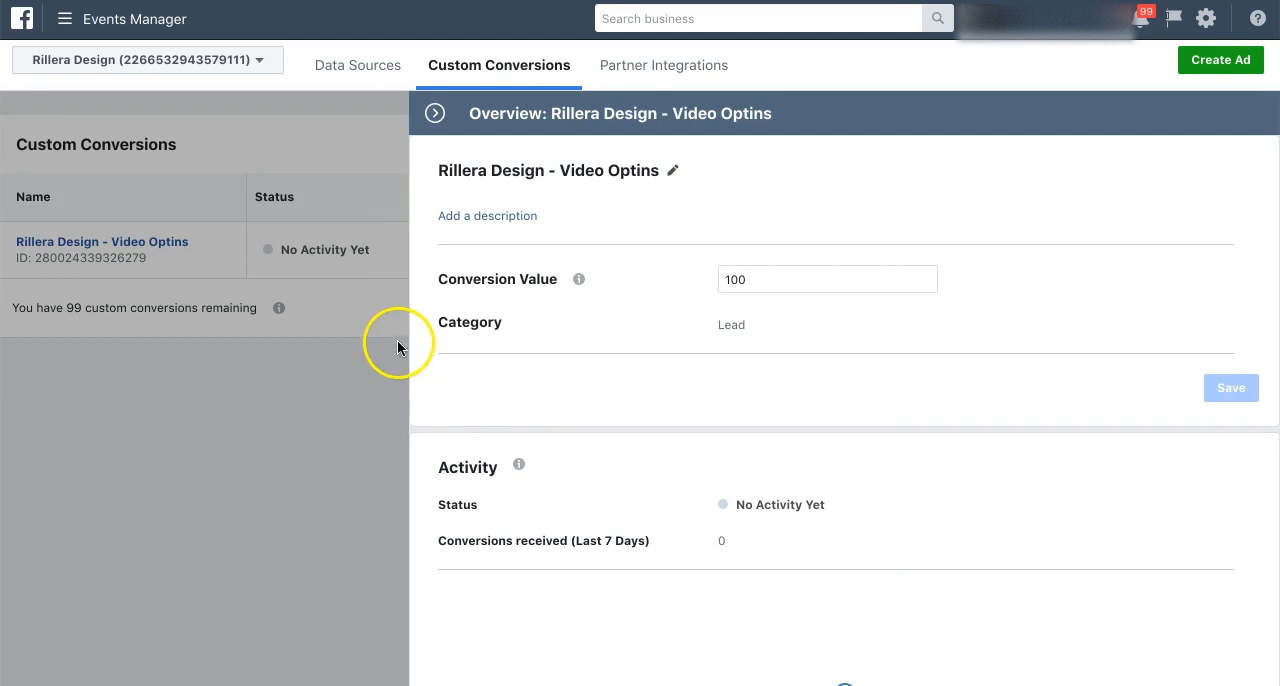 Events Manager
Search business
99
Rillera Design (2266532943579111)
Data Sources
Custom Conversions
Partner Integrations
Create Ad
Custom Conversions
Name
Status
Rillera Design - Video Optins
ID: 280024339326279
No Activity Yet
You have 99 custom conversions remaining
Overview: Rillera Design - Video Optins
Rillera Design - Video Optins
Add a description
Conversion Value
100
Category
Lead
Save
Activity
Status
No Activity Yet
Conversions received (Last 7 Days)
0